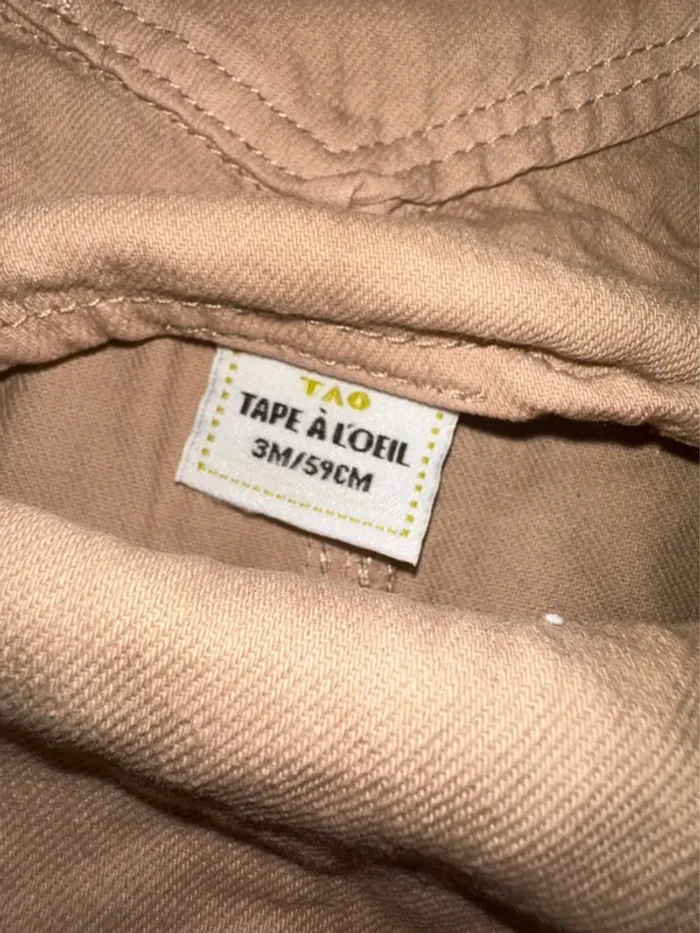 TAO
TAPE À L'OEIL
3M/59CM